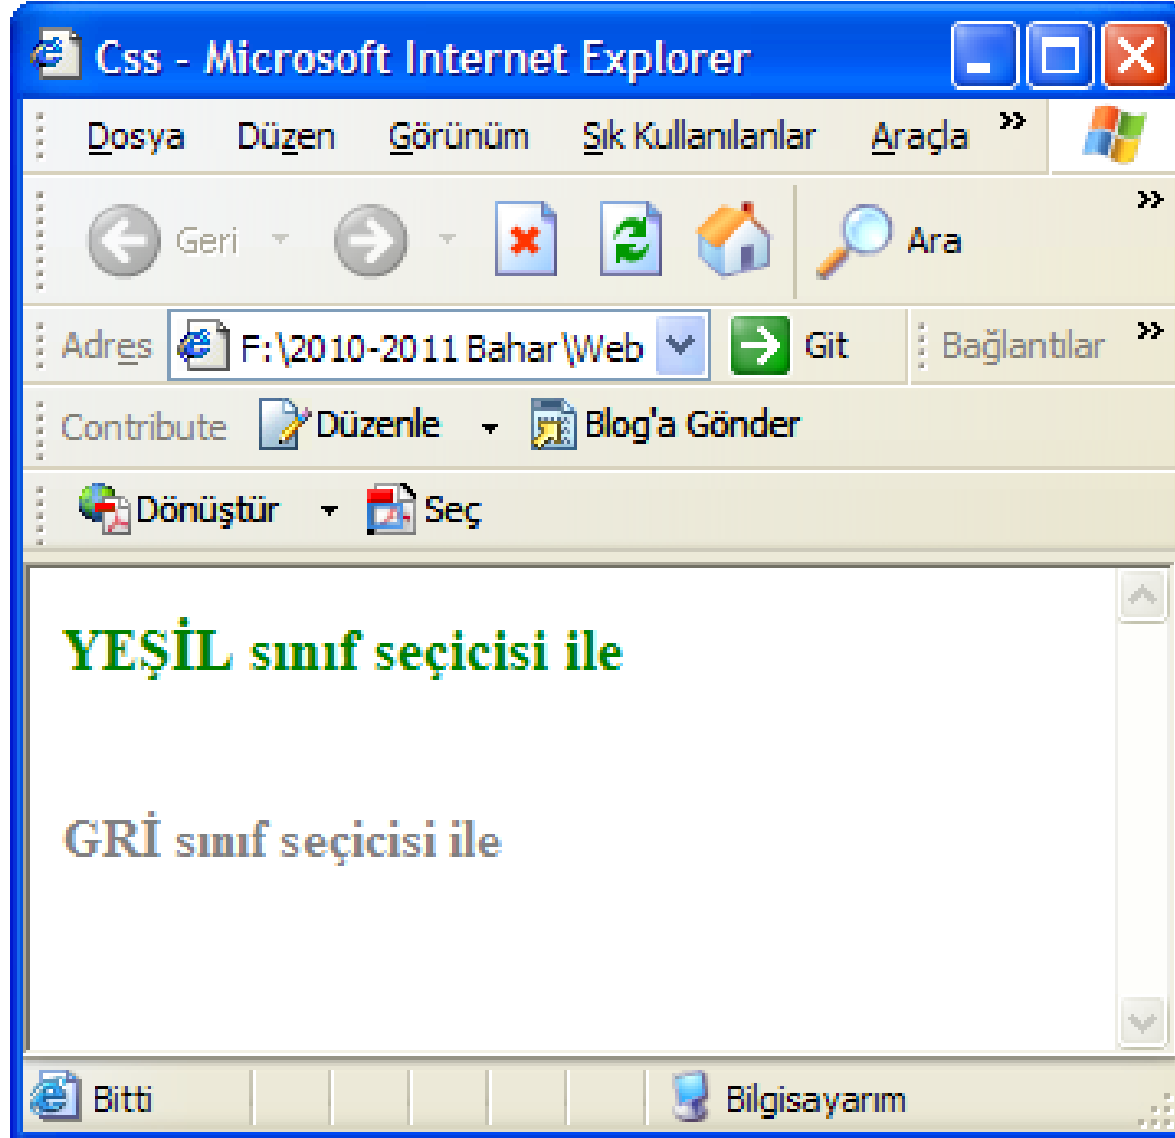 Css - Microsoft Internet Explorer
Dosya Düzen Görünüm Sık Kullanılanlar Araçla »
Geri Ara »
Adres F:\2010-2011 Bahar\Web Git Bağlantılar »
Contribute Düzenle Blog'a Gönder
Dönüştür Seç
YEŞİL sınıf seçicisi ile
GRİ sınıf seçicisi ile
Bitti Bilgisayarım